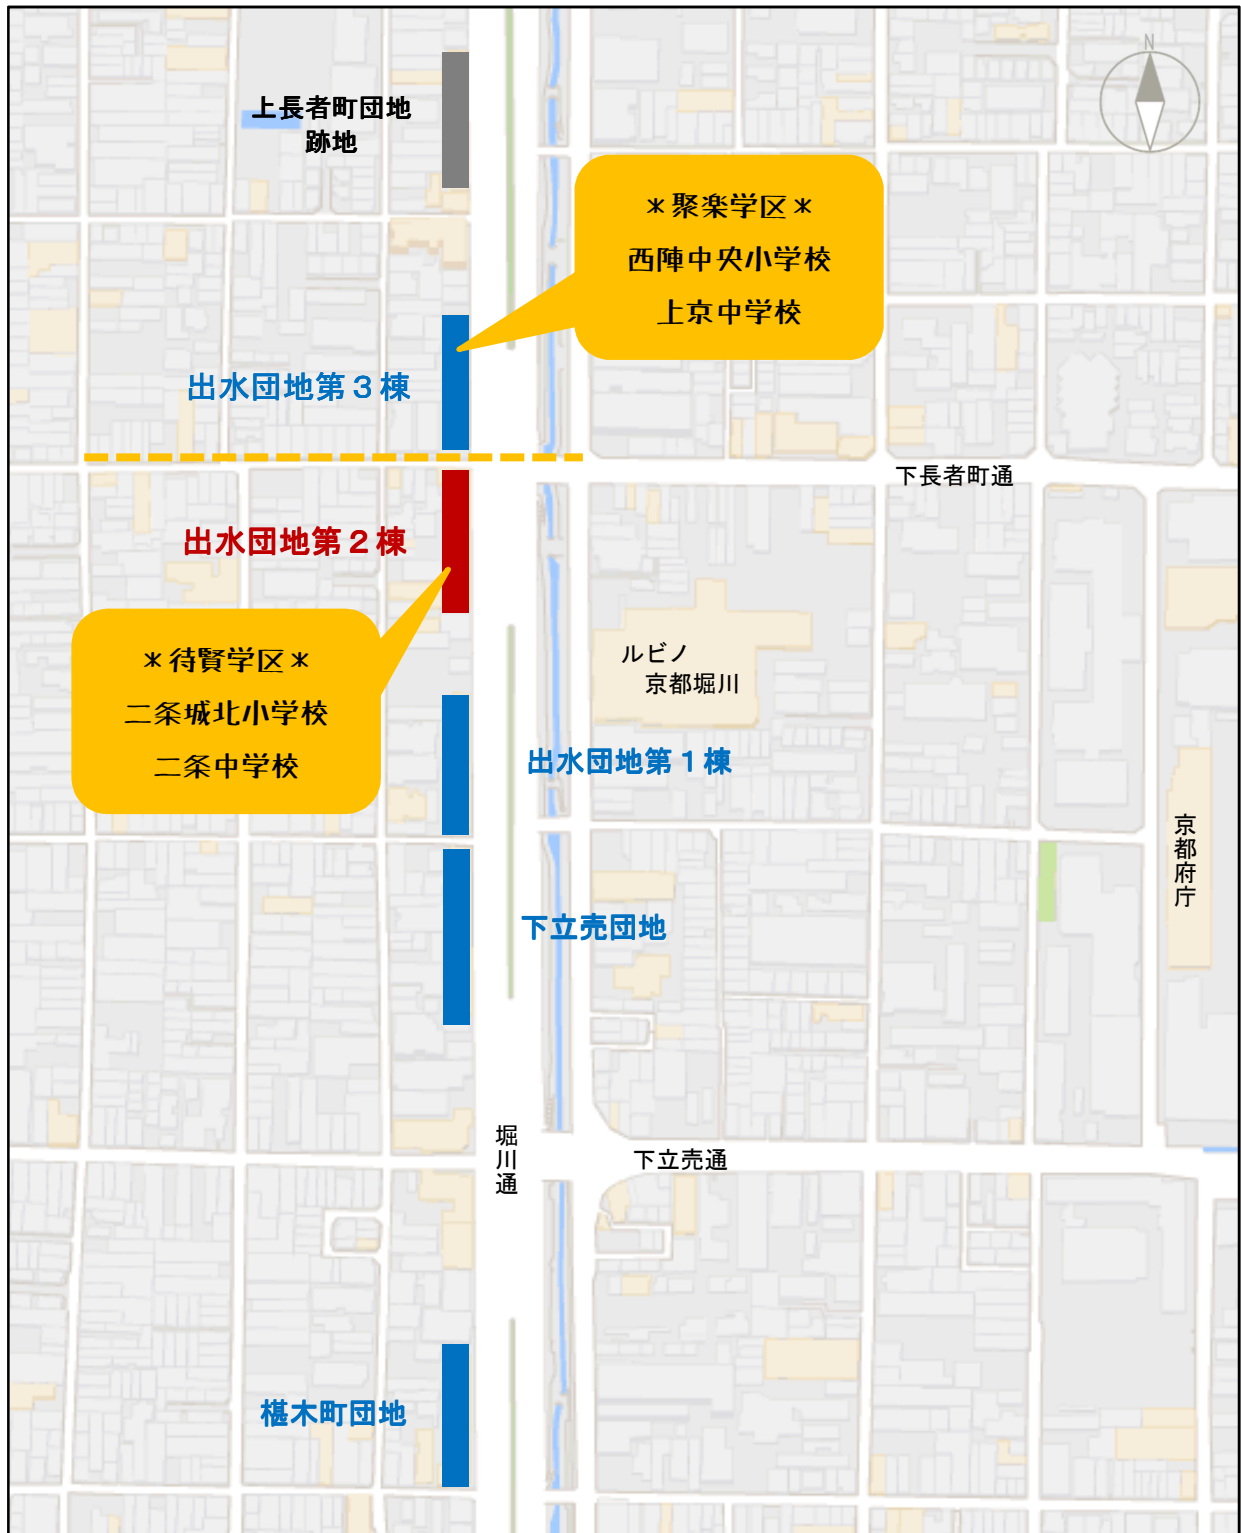 N
上長者町団地
跡地
＊聚楽学区＊
西陣中央小学校
上京中学校
出水団地第３棟
下長者町通
出水団地第２棟
＊待賢学区＊
二条城北小学校
二条中学校
ルビノ
京都堀川
出水団地第１棟
京都府庁
下立売団地
堀川通
下立売通
椹木町団地